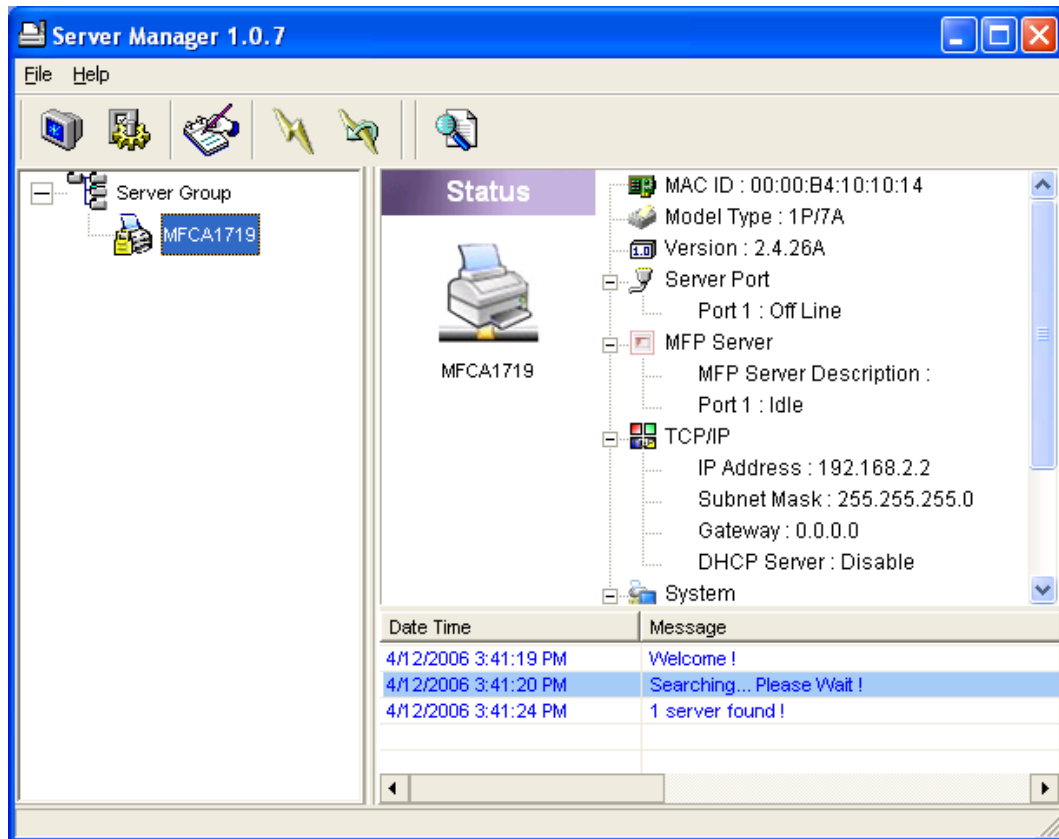 Server Manager 1.0.7
File Help
Server Group
MFCA1719
Status
MFCA1719
MAC ID : 00:00:B4:10:10:14
Model Type : 1P/7A
1.0
Version : 2.4.26A
Server Port
Port 1 : Off Line
MFP Server
MFP Server Description :
Port 1 : Idle
TCP/IP
IP Address : 192.168.2.2
Subnet Mask : 255.255.255.0
Gateway : 0.0.0.0
DHCP Server : Disable
System
Date Time Message
4/12/2006 3:41:19 PM Welcome !
4/12/2006 3:41:20 PM Searching... Please Wait !
4/12/2006 3:41:24 PM 1 server found !